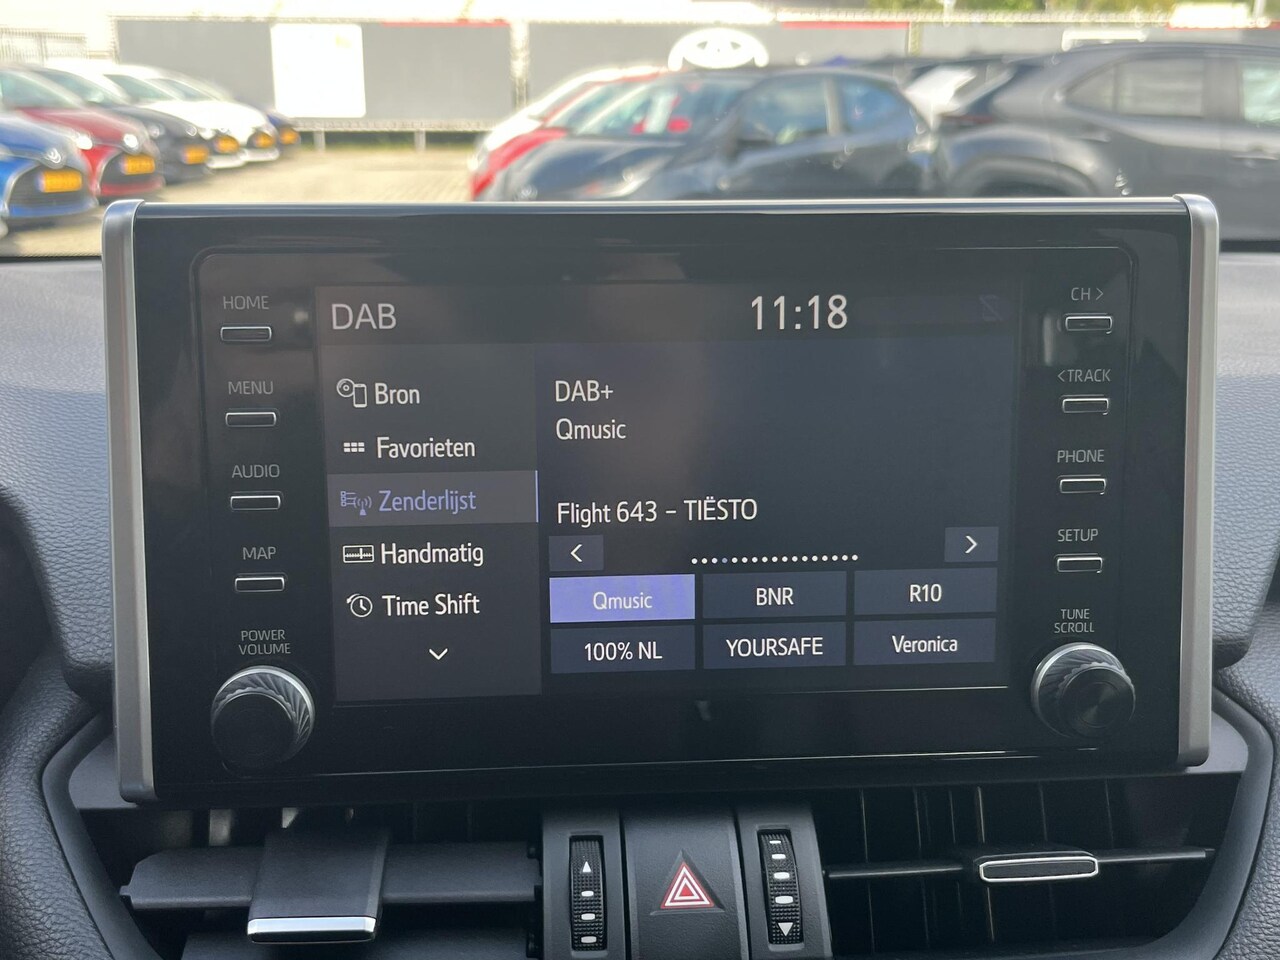 HOME
MENU
AUDIO
MAP
POWER
VOLUME
DAB
11:18
Bron
Favorieten
Zenderlijst
Handmatig
Time Shift
DAB+
Qmusic
Flight 643 – TIËSTO
< >
Qmusic BNR R10
100% NL YOURSAFE Veronica
CH >
<TRACK
PHONE
SETUP
TUNE
SCROLL